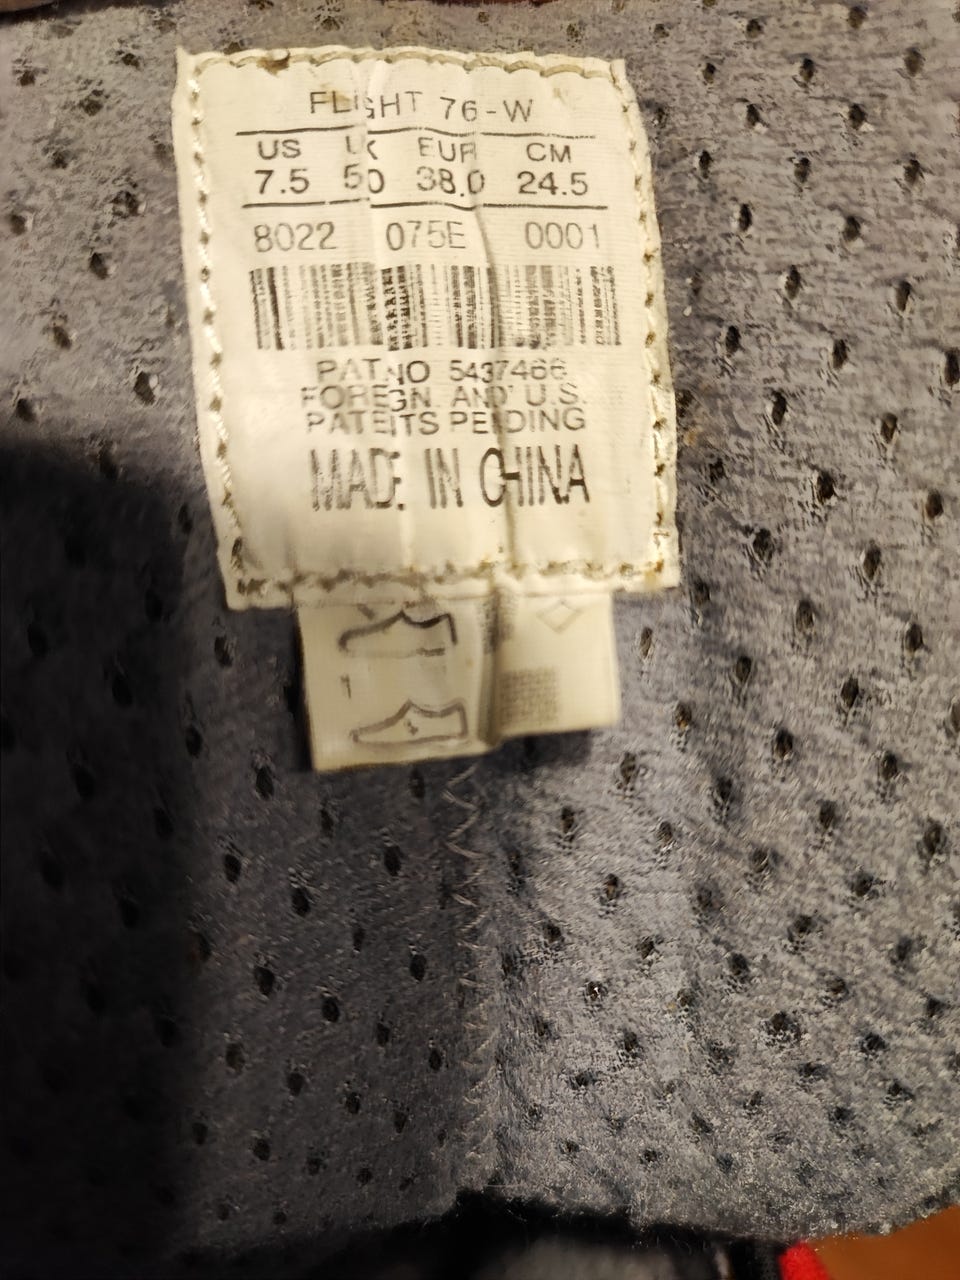 FLIGHT 76-W
US UK EUR CM
7.5 5.0 38.0 24.5
8022 075E 0001
PAT NO 5437466
FOREGN. AND U.S.
PATENTS PENDING
MADE IN CHINA